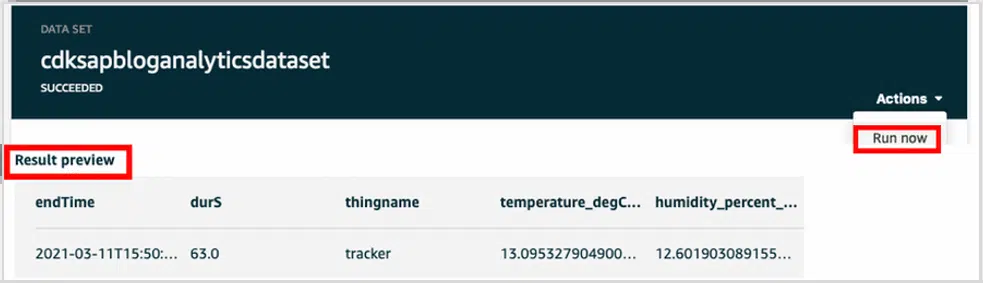 DATA SET
cdksapbloganalyticsdataset
SUCCEEDED
Actions
Run now
Result preview
endTime durS thingname temperature_degC... humidity_percent_...
2021-03-11T15:50:... 63.0 tracker 13.095327904900... 12.601903089155...